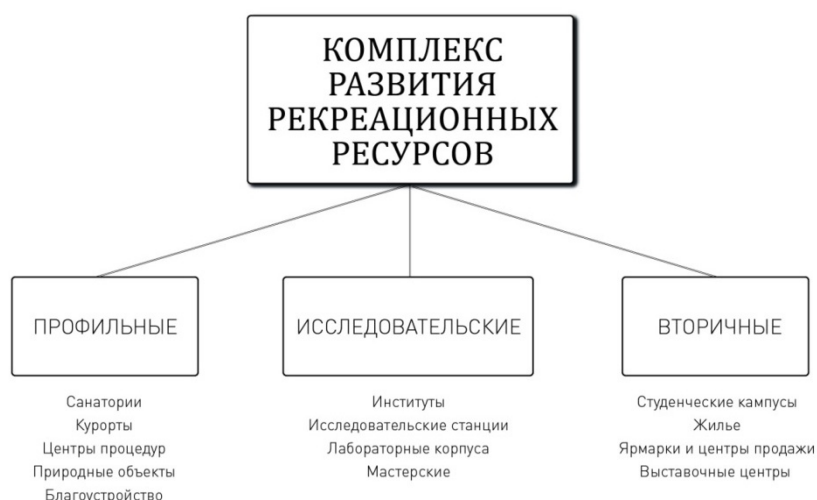 КОМПЛЕКС
РАЗВИТИЯ
РЕКРЕАЦИОННЫХ
РЕСУРСОВ
ПРОФИЛЬНЫЕ
Санатории
Курорты
Центры процедур
Природные объекты
Благоустройство
ИССЛЕДОВАТЕЛЬСКИЕ
Институты
Исследовательские станции
Лабораторные корпуса
Мастерские
ВТОРИЧНЫЕ
Студенческие кампусы
Жилье
Ярмарки и центры продажи
Выставочные центры